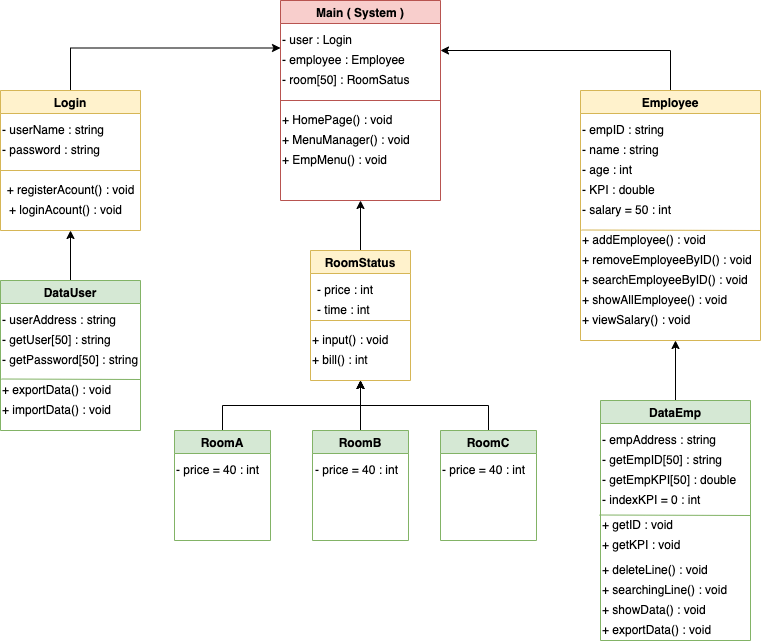 Main ( System )
- user : Login
- employee : Employee
- room[50] : RoomSatus
+ HomePage() : void
+ MenuManager() : void
+ EmpMenu() : void
Login
- userName : string
- password : string
+ registerAcount() : void
+ loginAcount() : void
Employee
- empID : string
- name : string
- age : int
- KPI : double
- salary = 50 : int
+ addEmployee() : void
+ removeEmployeeByID() : void
+ searchEmployeeByID() : void
+ showAllEmployee() : void
+ viewSalary() : void
RoomStatus
- price : int
- time : int
+ input() : void
+ bill() : int
DataUser
- userAddress : string
- getUser[50] : string
- getPassword[50] : string
+ exportData() : void
+ importData() : void
RoomA
- price = 40 : int
RoomB
- price = 40 : int
RoomC
- price = 40 : int
DataEmp
- empAddress : string
- getEmpID[50] : string
- getEmpKPI[50] : double
- indexKPI = 0 : int
+ getID : void
+ getKPI : void
+ deleteLine() : void
+ searchingLine() : void
+ showData() : void
+ exportData() : void